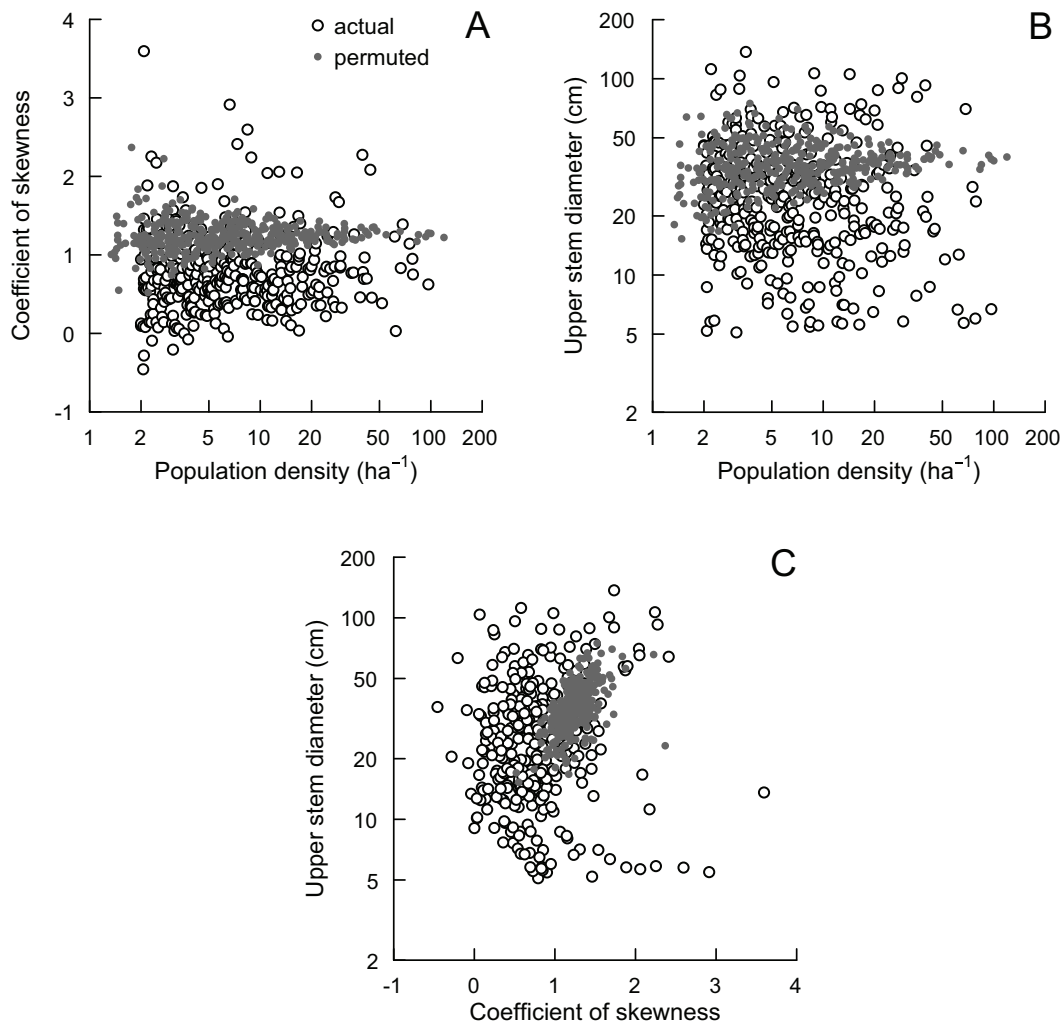 A
actual
permuted
Coefficient of skewness
4
3
2
1
0
-1
1 2 5 10 20 50 100 200
Population density (ha⁻¹)
B
Upper stem diameter (cm)
200
100
50
20
10
5
2
1 2 5 10 20 50 100 200
Population density (ha⁻¹)
C
Upper stem diameter (cm)
200
100
50
20
10
5
2
-1 0 1 2 3 4
Coefficient of skewness